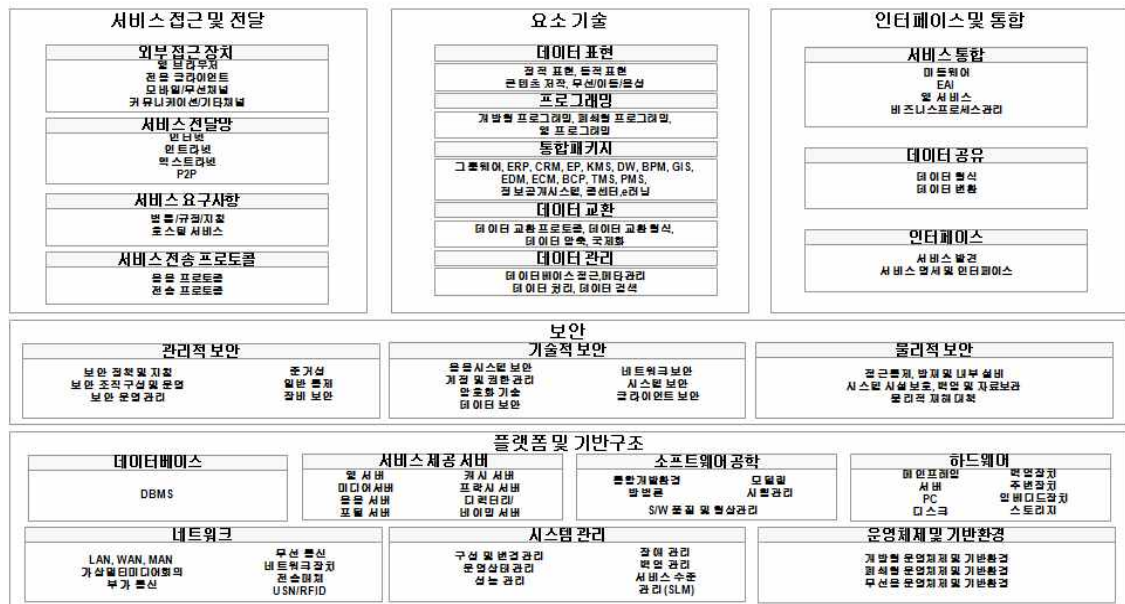 서비스 접근 및 전달
외부 접근 장치
웹 브라우저
전용 클라이언트
모바일/무선채널
커뮤니케이션/기타채널
서비스 전달망
인터넷
인트라넷
엑스트라넷
P2P
서비스 요구사항
법률/규정/지침
호스팅 서비스
서비스 전송 프로토콜
응용 프로토콜
전송 프로토콜
요소 기술
데이터 표현
정적 표현, 동적표현
콘텐츠 저작, 무선/이동/음성
프로그래밍
개방형 프로그래밍, 폐쇄형 프로그래밍,
웹 프로그래밍
통합패키지
그룹웨어, ERP, CRM, EP, KMS, DW, BPM, GIS,
EDM, ECM, BCP, TMS, PMS,
정보공개시스템, 콜센터,e러닝
데이터 교환
데이터 교환 프로토콜, 데이터 교환 형식,
데이터 압축, 국제화
데이터 관리
데이터베이스 접근,메타관리
데이터 처리, 데이터 검색
인터페이스 및 통합
서비스 통합
미들웨어
EAI
웹 서비스
비즈니스프로세스관리
데이터 공유
데이터 형식
데이터 변환
인터페이스
서비스 발견
서비스 명세 및 인터페이스
보안
관리적 보안
보안 정책 및 지침
보안 조직 구성 및 운영
보안 운영관리
준거성
일반 통제
장비 보안
기술적 보안
응용시스템 보안
계정 및 권한관리
암호화 기술
데이터 보안
네트워크보안
시스템 보안
클라이언트 보안
물리적 보안
접근통제, 방재 및 내부 설비
시스템 시설보호, 백업 및 자료보관
물리적 재해대책
플랫폼 및 기반구조
데이터베이스
DBMS
서비스 제공 서버
웹 서버
미디어서버
응용 서버
포털 서버
캐시 서버
프락시 서버
디렉터리/
네이밍 서버
소프트웨어 공학
통합개발환경
방법론
모델링
시험관리
S/W 품질 및 형상관리
하드웨어
메인프레임
서버
PC
디스크
백업장치
주변장치
임베디드장치
스토리지
네트워크
LAN, WAN, MAN
가상멀티미디어회의
부가 통신
무선 통신
네트워크장치
전송매체
USN/RFID
시스템 관리
구성 및 변경관리
운영상태관리
성능 관리
장애 관리
백업 관리
서비스 수준
관리(SLM)
운영체제 및 기반환경
개방형 운영체제 및 기반환경
폐쇄형 운영체제 및 기반환경
무선용 운영체제 및 기반환경